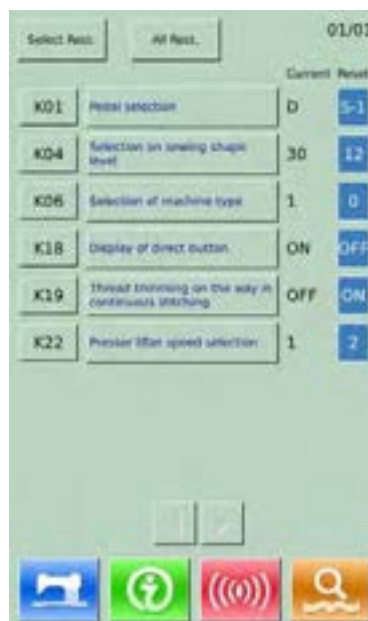 Select Rest.
All Rest.
01/01
Current Reset
K01 Pedal selection D S-1
K04 Selection on sewing shape level 30 12
K06 Selection of machine type 1 0
K18 Display of direct button ON OFF
K19 Thread trimming on the way in continuous stitching OFF ON
K22 Presser lifter speed selection 1 2